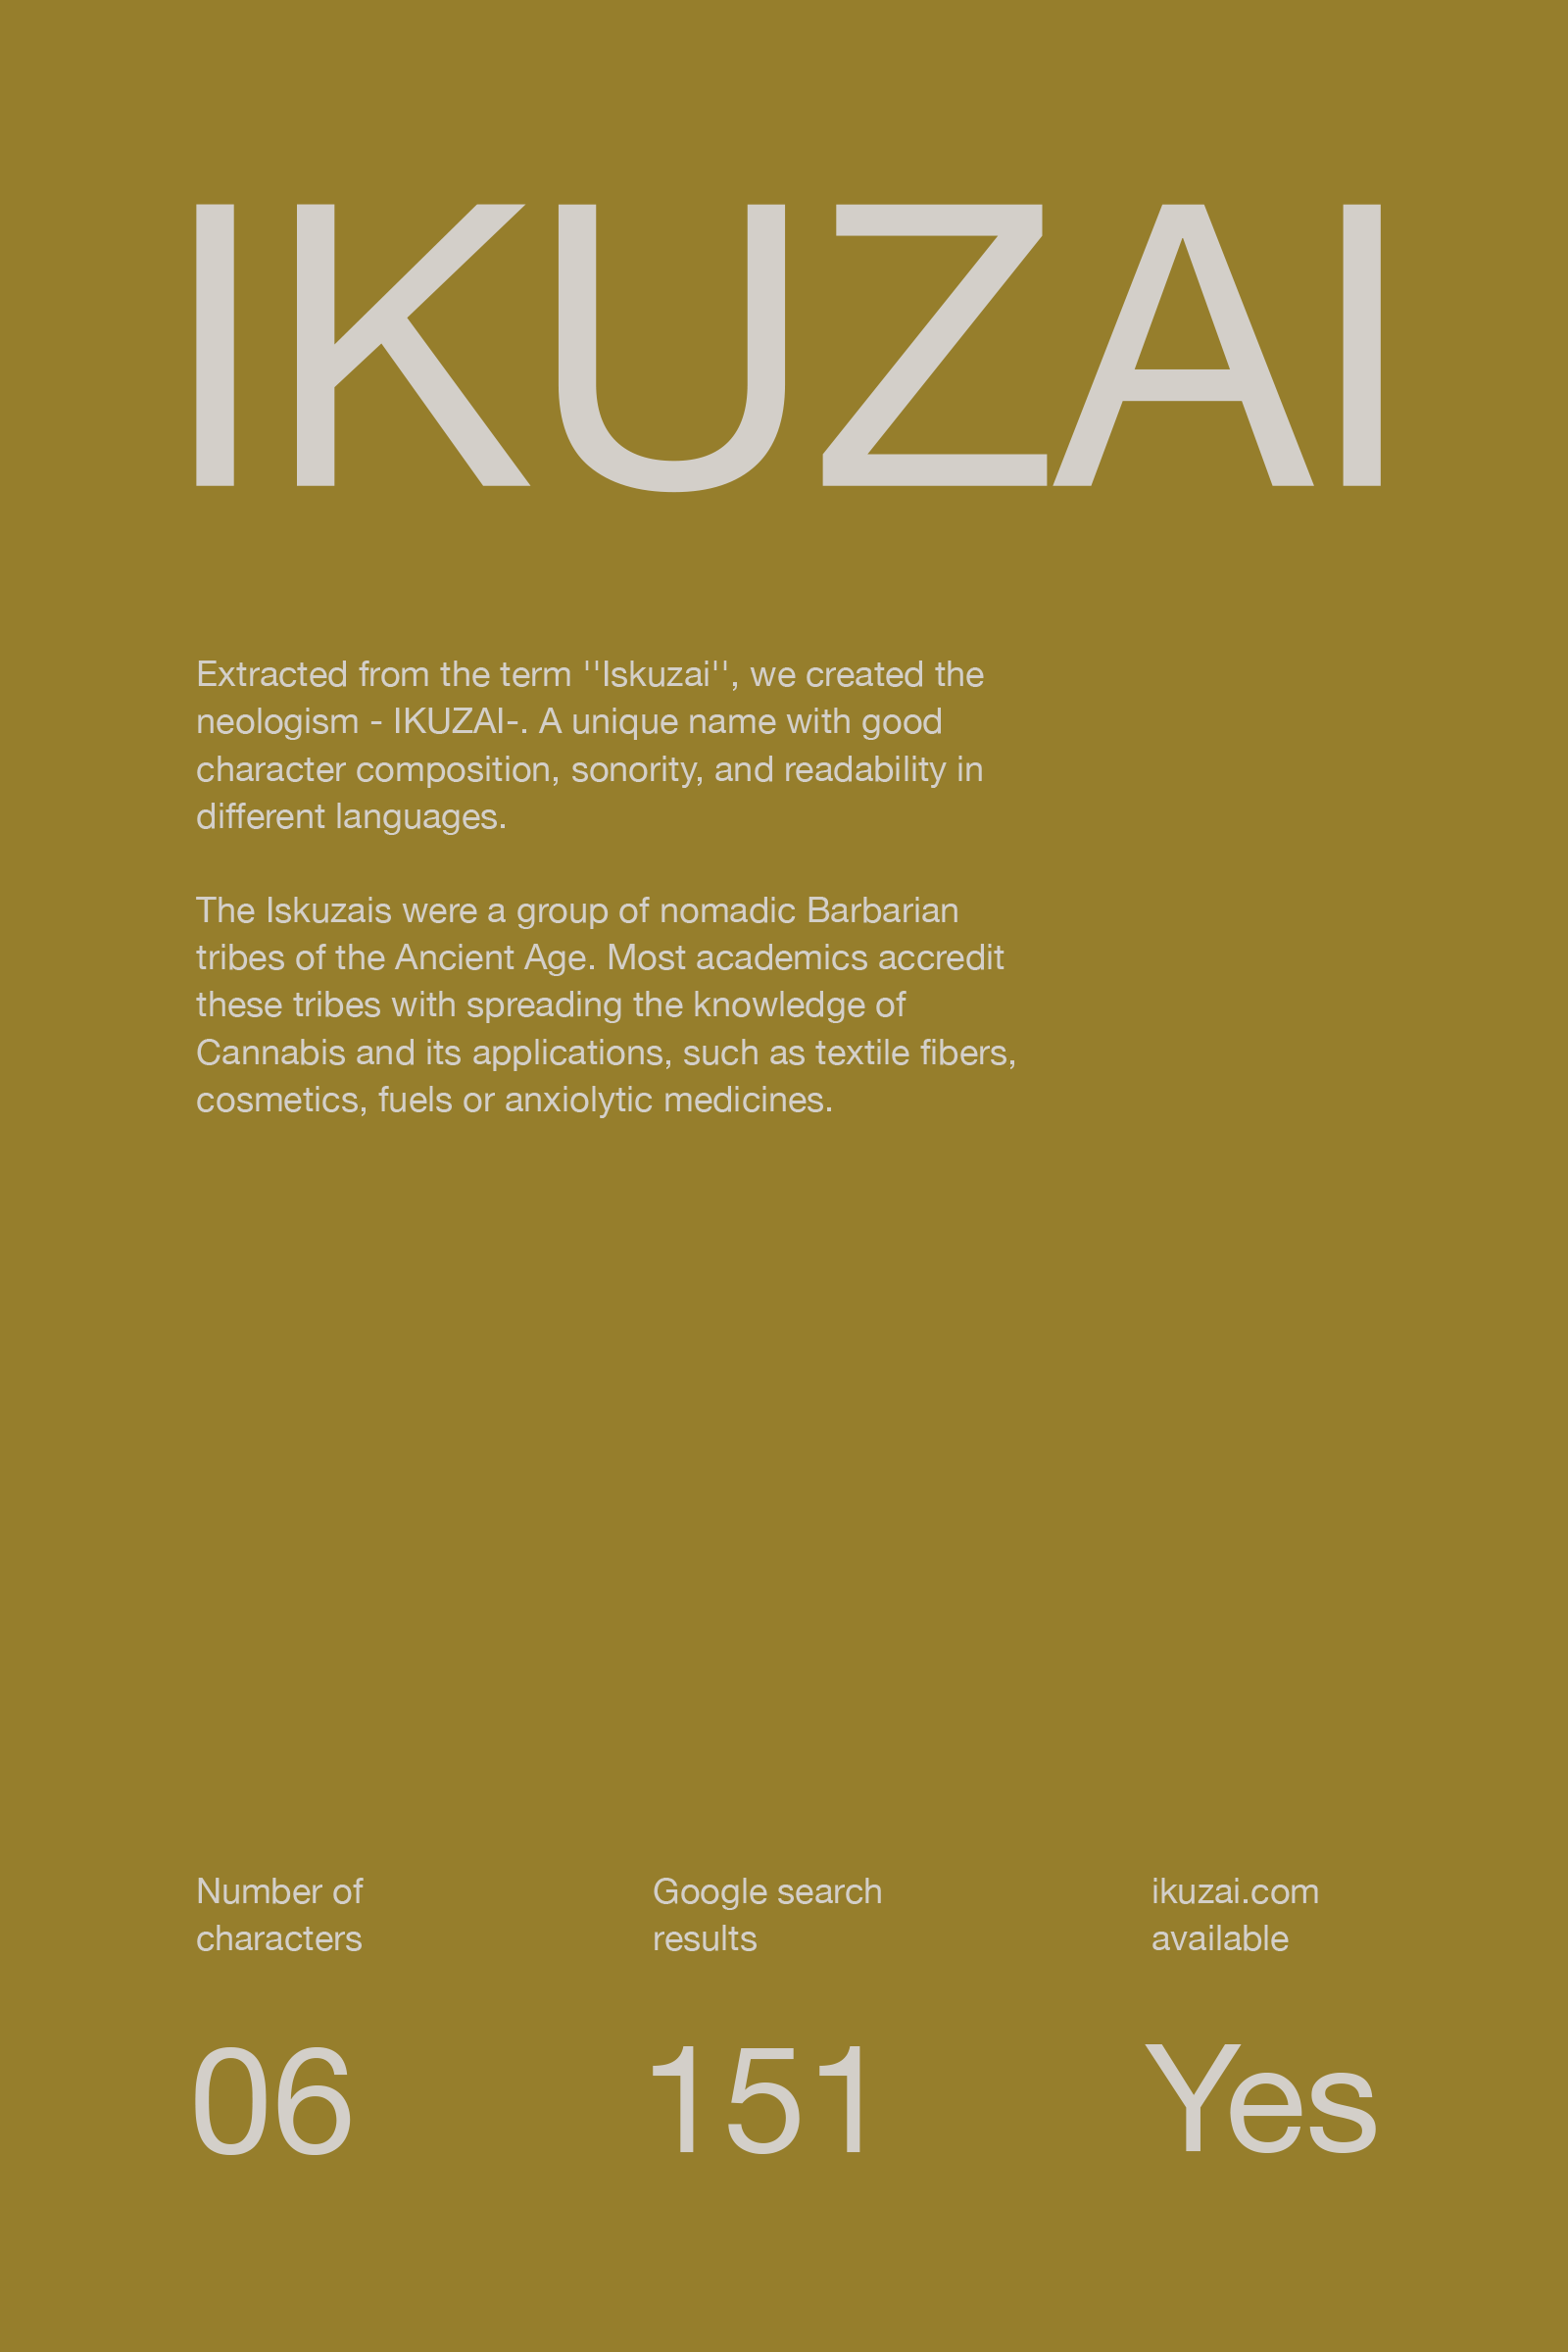 IKUZAI
Extracted from the term ''Iskuzai'', we created the
neologism - IKUZAI-. A unique name with good
character composition, sonority, and readability in
different languages.
The Iskuzais were a group of nomadic Barbarian
tribes of the Ancient Age. Most academics accredit
these tribes with spreading the knowledge of
Cannabis and its applications, such as textile fibers,
cosmetics, fuels or anxiolytic medicines.
Number of
characters
06
Google search
results
151
ikuzai.com
available
Yes